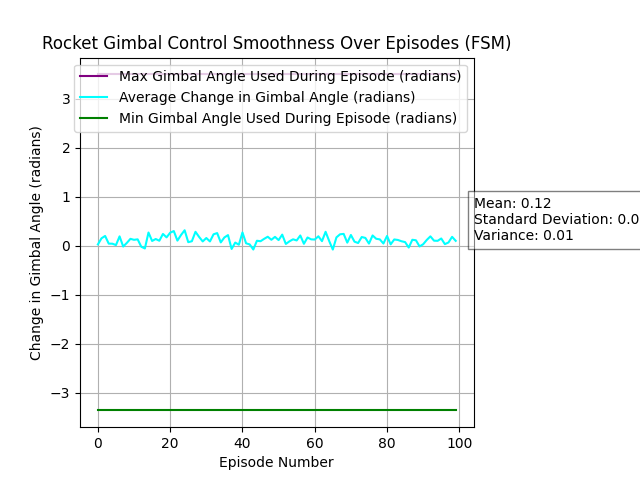 Rocket Gimbal Control Smoothness Over Episodes (FSM)
Max Gimbal Angle Used During Episode (radians)
Average Change in Gimbal Angle (radians)
Min Gimbal Angle Used During Episode (radians)
Change in Gimbal Angle (radians)
3
2
1
0
−1
−2
−3
Mean: 0.12
Standard Deviation: 0.0
Variance: 0.01
0 20 40 60 80 100
Episode Number